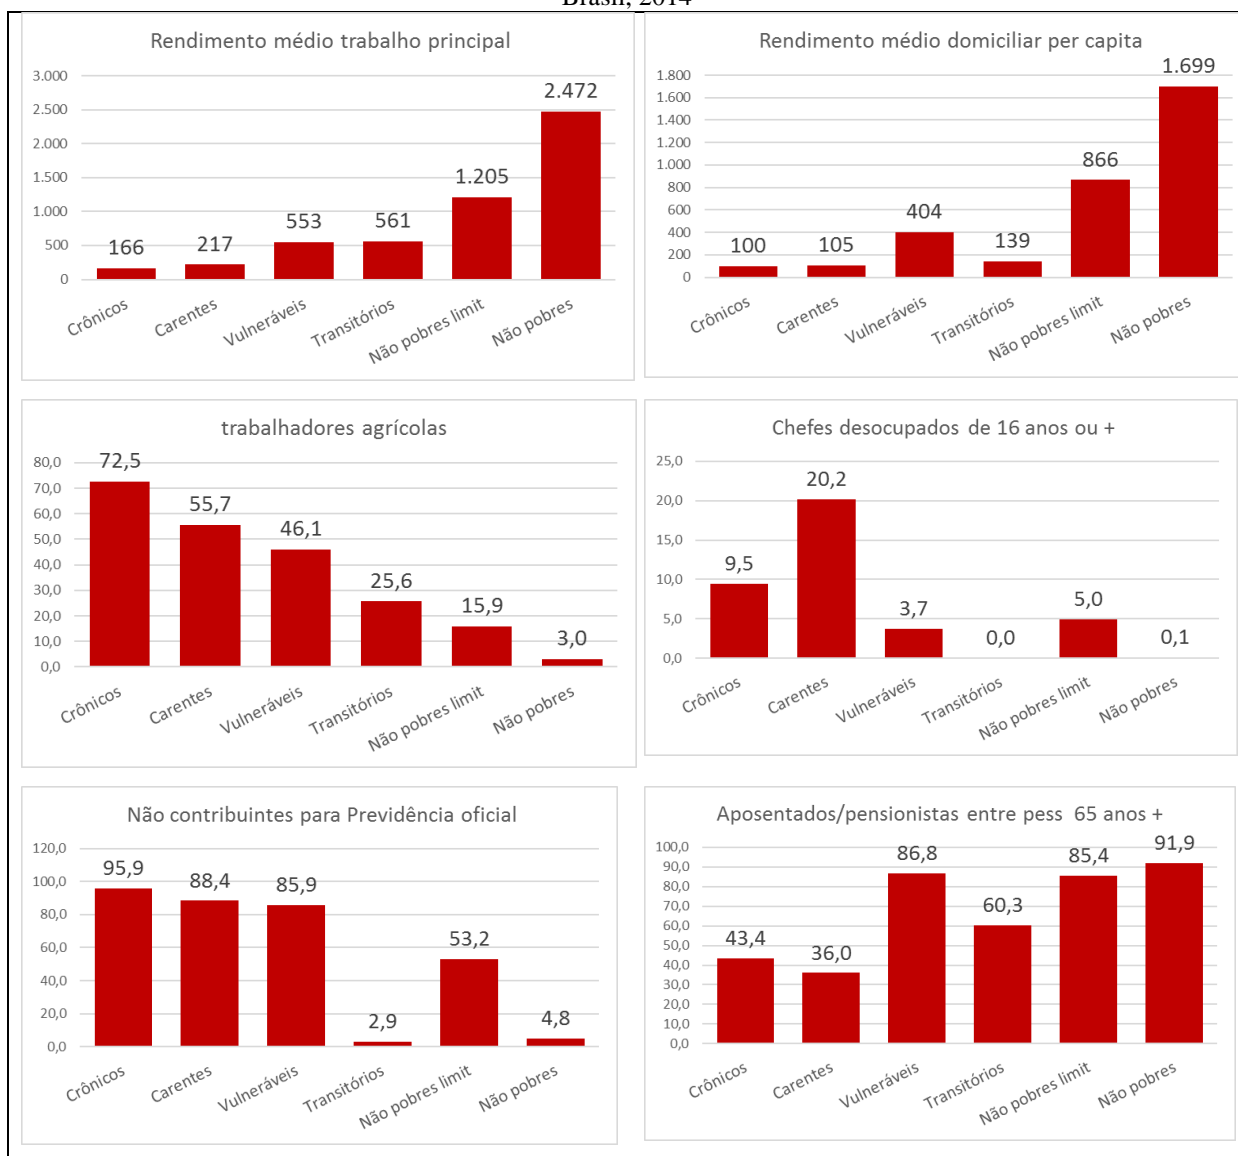 Brasil, 2014
Rendimento médio trabalho principal
3.000
2.500
2.000
1.500
1.000
500
0
166
217
553
561
1.205
2.472
Crônicos
Carentes
Vulneráveis
Transitórios
Não pobres limit
Não pobres
Rendimento médio domiciliar per capita
1.800
1.600
1.400
1.200
1.000
800
600
400
200
0
100
105
404
139
866
1.699
Crônicos
Carentes
Vulneráveis
Transitórios
Não pobres limit
Não pobres
trabalhadores agrícolas
80,0
70,0
60,0
50,0
40,0
30,0
20,0
10,0
0,0
72,5
55,7
46,1
25,6
15,9
3,0
Crônicos
Carentes
Vulneráveis
Transitórios
Não pobres limit
Não pobres
Chefes desocupados de 16 anos ou +
25,0
20,0
15,0
10,0
5,0
0,0
9,5
20,2
3,7
0,0
5,0
0,1
Crônicos
Carentes
Vulneráveis
Transitórios
Não pobres limit
Não pobres
Não contribuintes para Previdência oficial
120,0
100,0
80,0
60,0
40,0
20,0
0,0
95,9
88,4
85,9
2,9
53,2
4,8
Crônicos
Carentes
Vulneráveis
Transitórios
Não pobres limit
Não pobres
Aposentados/pensionistas entre pess 65 anos +
100,0
90,0
80,0
70,0
60,0
50,0
40,0
30,0
20,0
10,0
0,0
43,4
36,0
86,8
60,3
85,4
91,9
Crônicos
Carentes
Vulneráveis
Transitórios
Não pobres limit
Não pobres